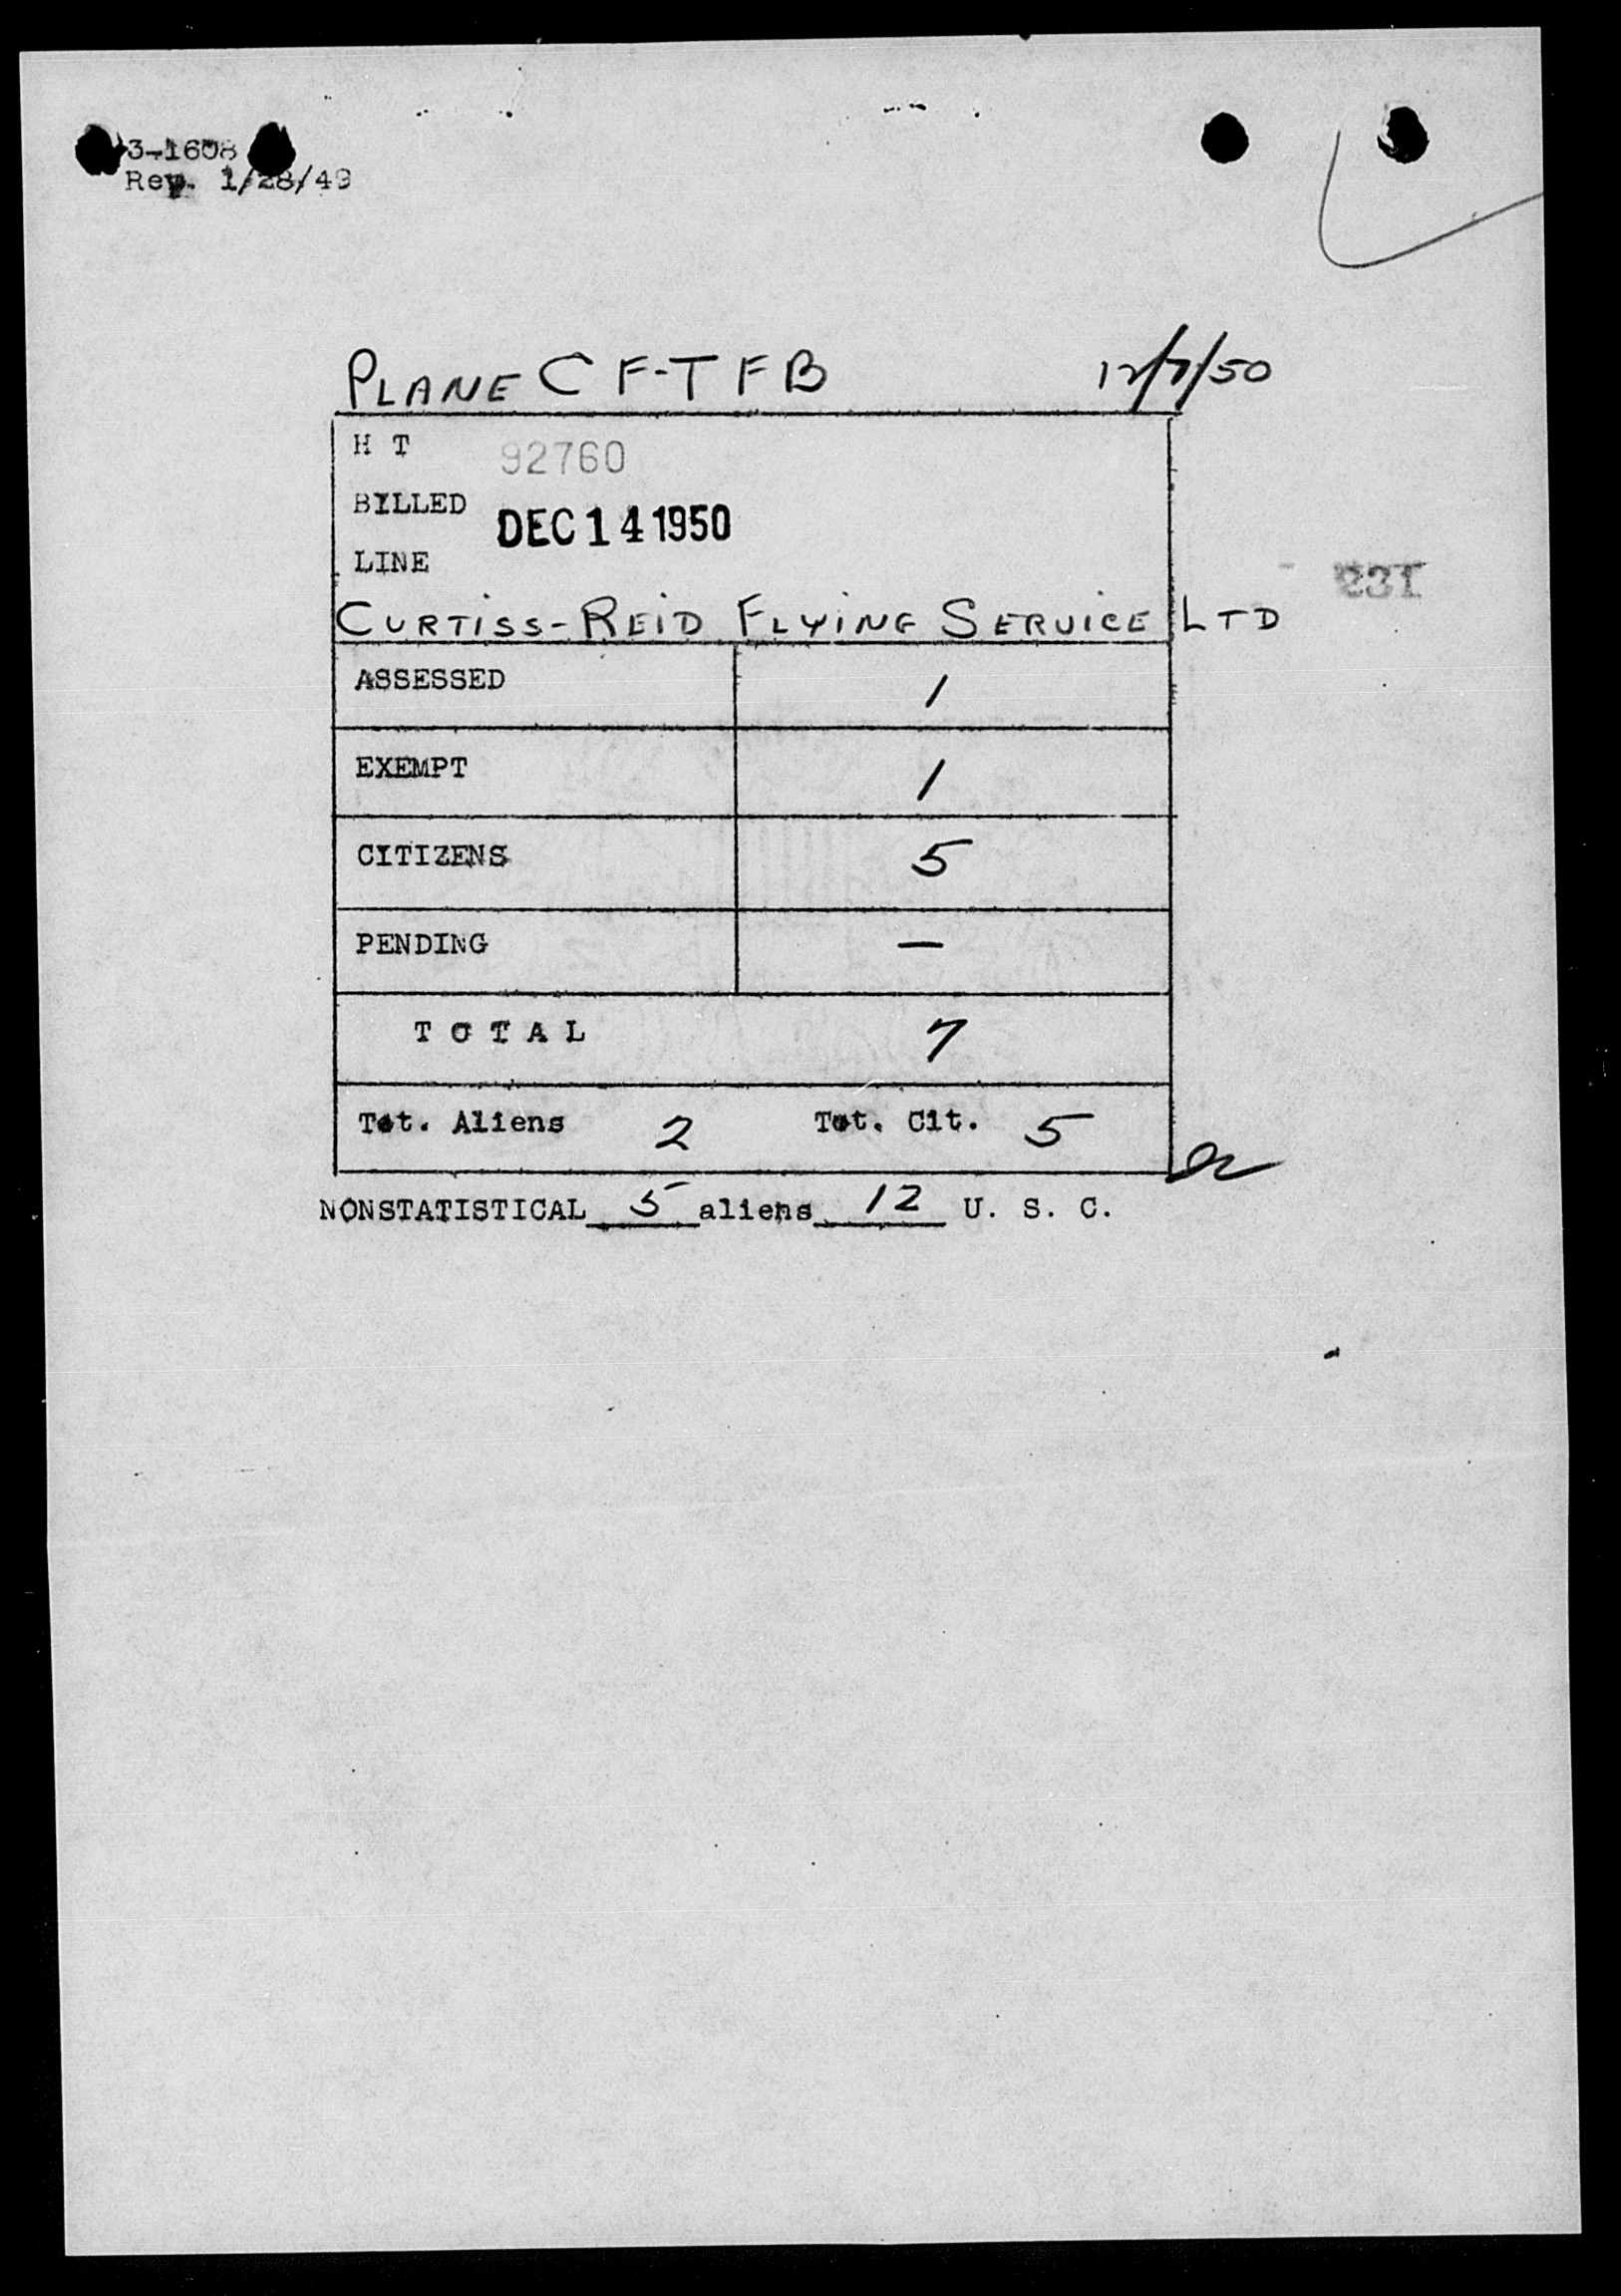 3-1608
Rev. 1/28/49
PLANE CF-TFB 12/7/50
H T 92760
BILLED DEC 14 1950
LINE
CURTISS-REID FLYING SERVICE LTD
ASSESSED 1
EXEMPT 1
CITIZENS 5
PENDING —
TOTAL 7
Tot. Aliens 2 Tot. Cit. 5
NONSTATISTICAL 5 aliens 12 U. S. C.